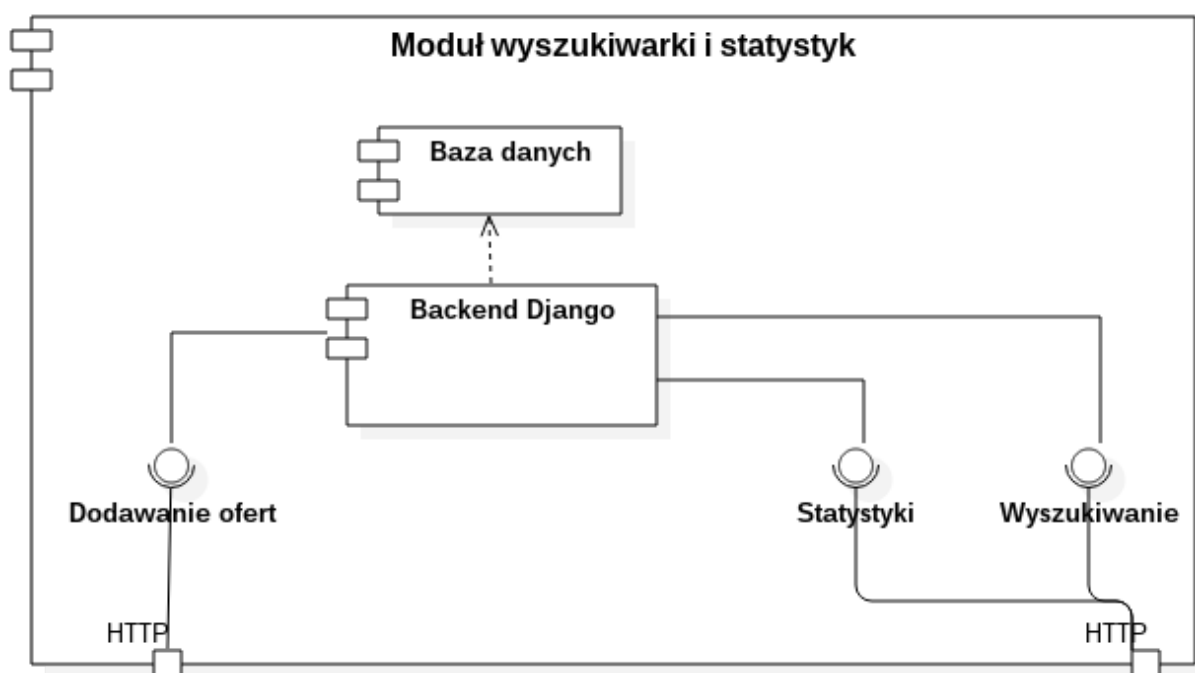 Moduł wyszukiwarki i statystyk
Baza danych
Backend Django
Dodawanie ofert
Statystyki
Wyszukiwanie
HTTP
HTTP